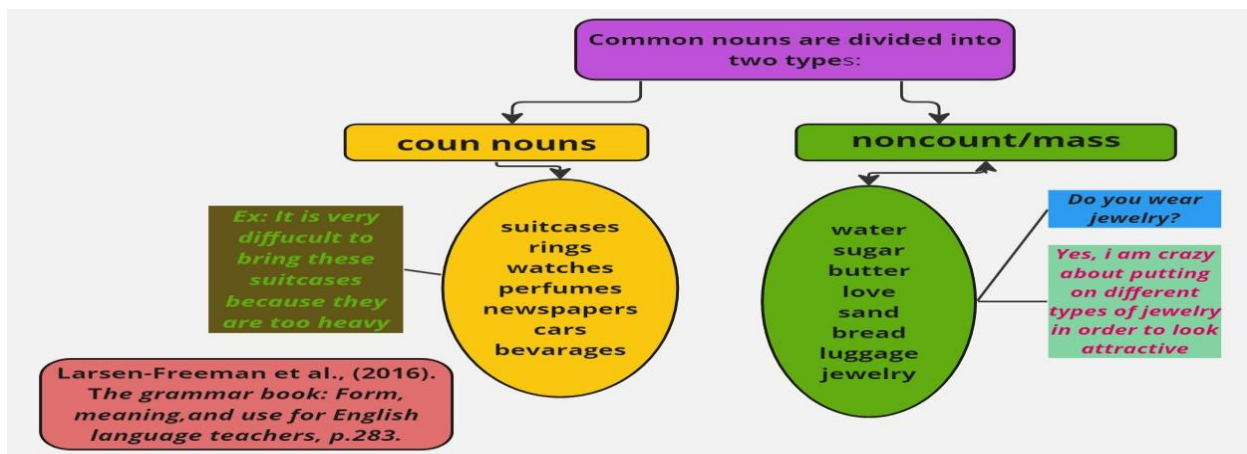 Common nouns are divided into
two types:
coun nouns
noncount/mass
Ex: It is very
diffucult to
bring these
suitcases
because they
are too heavy
suitcases
rings
watches
perfumes
newspapers
cars
bevarages
water
sugar
butter
love
sand
bread
luggage
jewelry
Do you wear
jewelry?
Yes, i am crazy
about putting
on different
types of jewelry
in order to look
attractive
Larsen-Freeman et al., (2016).
The grammar book: Form,
meaning,and use for English
language teachers, p.283.